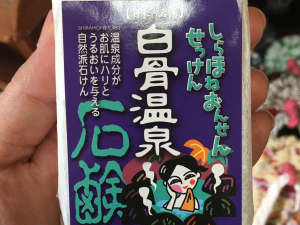 しらほねおんせん
せっけん
白骨温泉
石鹸
温泉成分が
お肌にハリと
うるおいを与える
自然派石けん